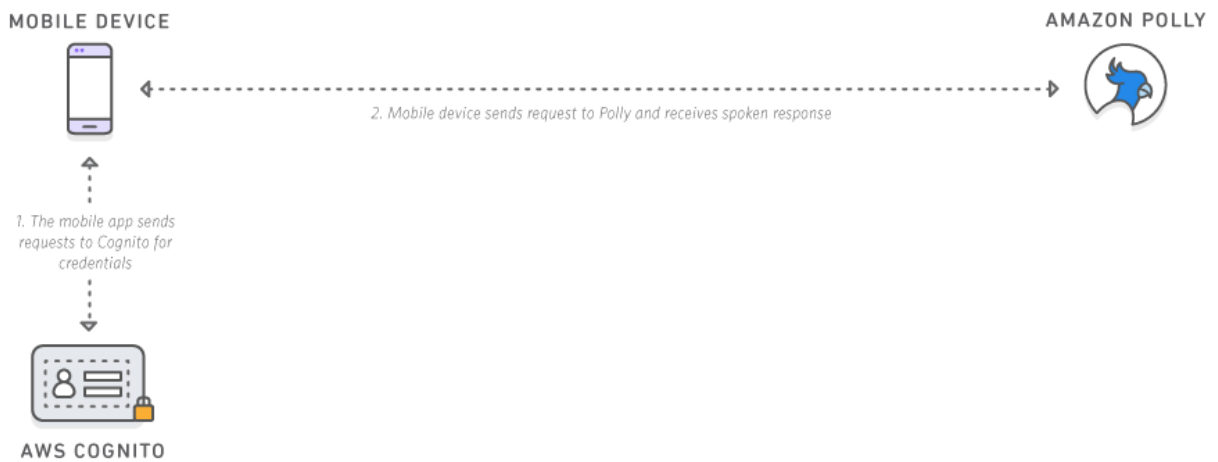 MOBILE DEVICE
AMAZON POLLY
2. Mobile device sends request to Polly and receives spoken response
1. The mobile app sends
requests to Cognito for
credentials
AWS COGNITO